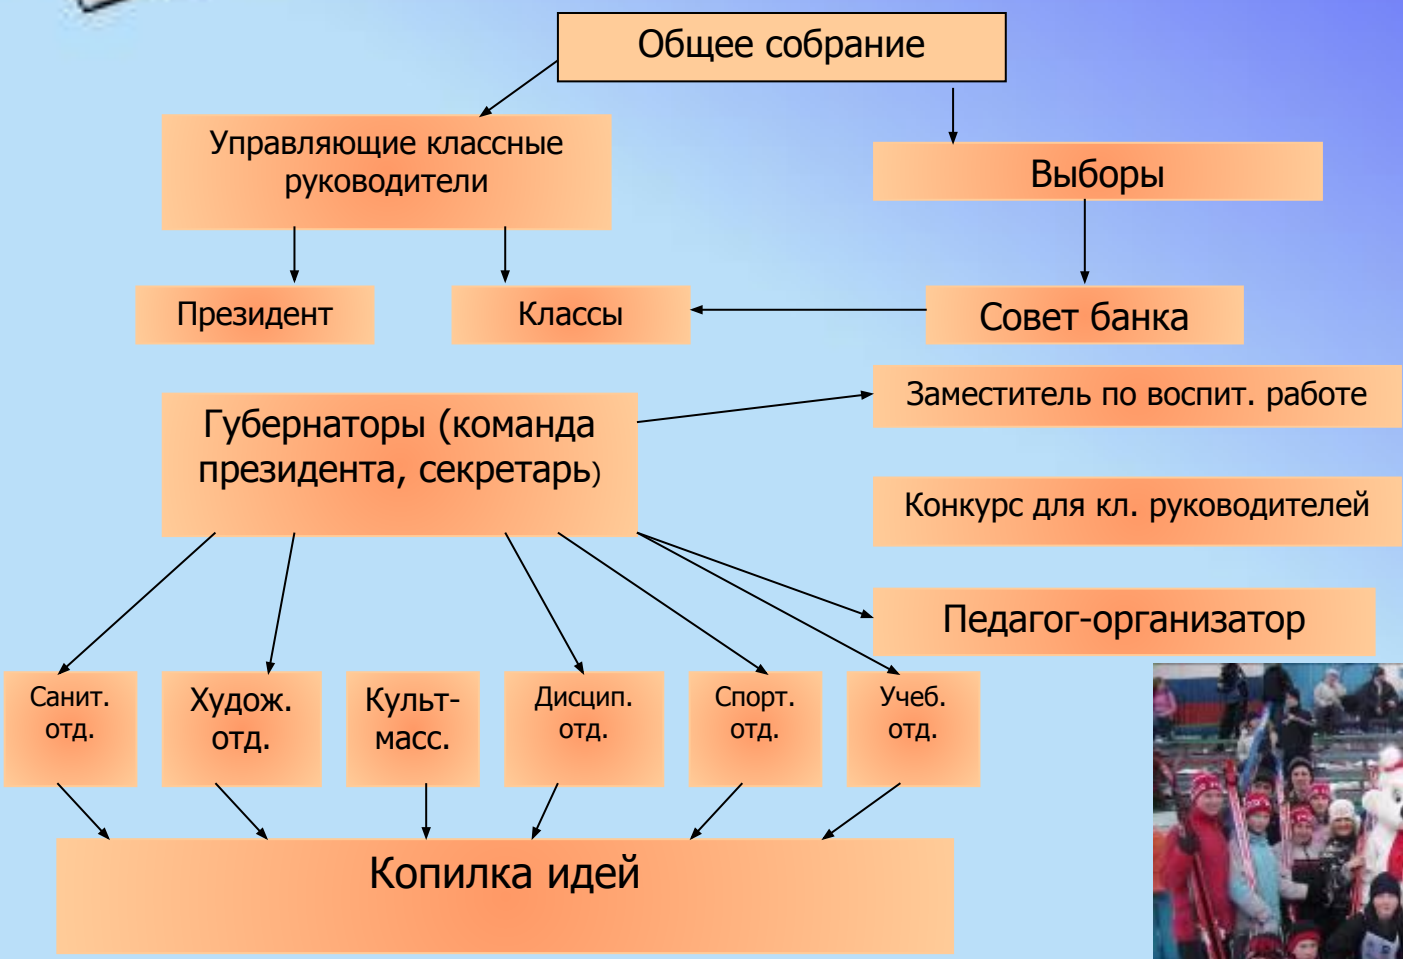 Общее собрание
Управляющие классные
руководители
Выборы
Президент
Классы
Совет банка
Губернаторы (команда
президента, секретарь)
Заместитель по воспит. работе
Конкурс для кл. руководителей
Педагог-организатор
Санит.
отд.
Худож.
отд.
Культ-
масс.
Дисцип.
отд.
Спорт.
отд.
Учеб.
отд.
Копилка идей